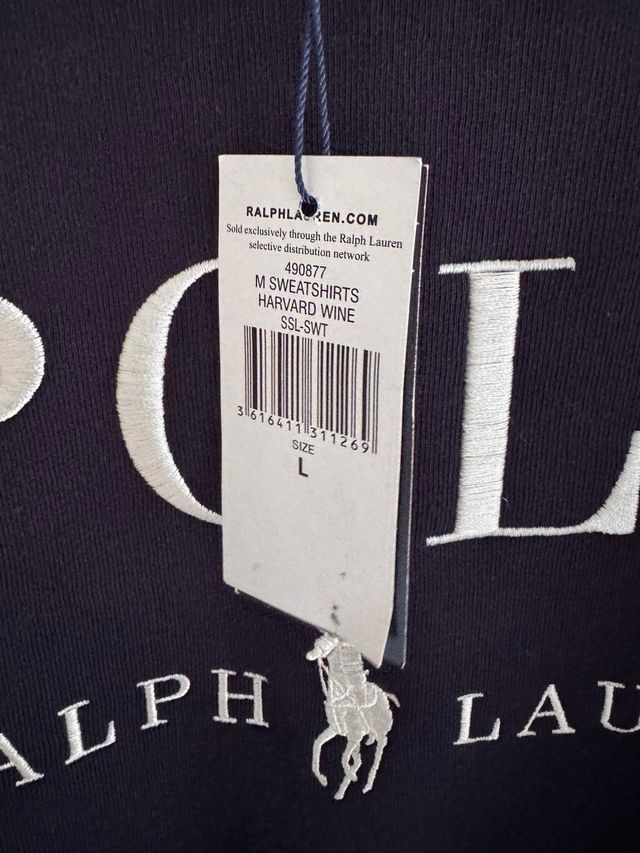 RALPHLAUREN.COM
Sold exclusively through the Ralph Lauren
selective distribution network
490877
M SWEATSHIRTS
HARVARD WINE
SSL-SWT
3 616411 311269
SIZE
L
POL
ALPH LAU